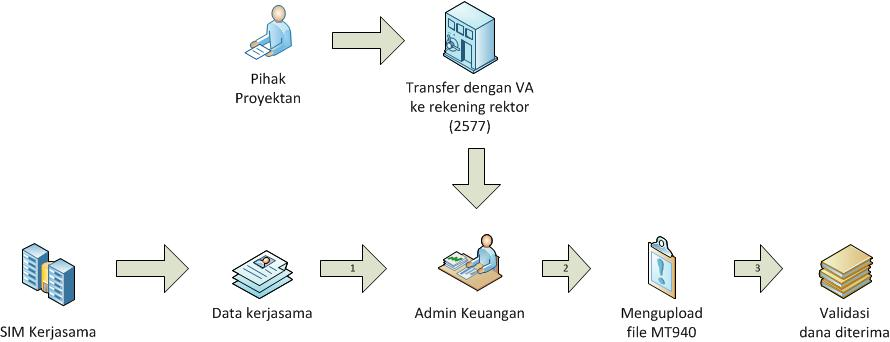 Pihak
Proyektan
Transfer dengan VA
ke rekening rektor
(2577)
1
2
3
SIM Kerjasama
Data kerjasama
Admin Keuangan
Mengupload
file MT940
Validasi
dana diterima